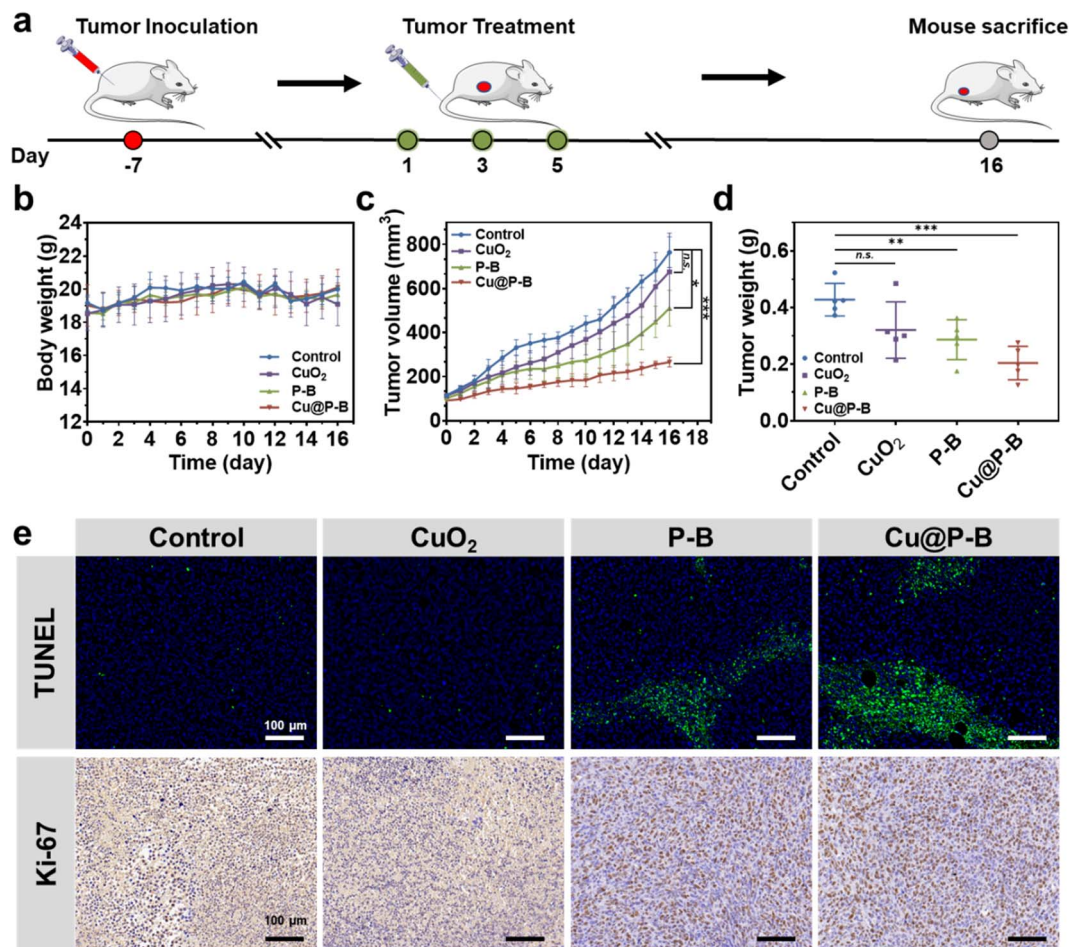 a
Tumor Inoculation
Tumor Treatment
Mouse sacrifice
Day
-7
1
3
5
16
b
Body weight (g)
24
22
20
18
16
14
12
Control
CuO₂
P-B
Cu@P-B
0 2 4 6 8 10 12 14 16
Time (day)
c
Tumor volume (mm³)
800
600
400
200
0
Control
CuO₂
P-B
Cu@P-B
n.s.
*
***
0 2 4 6 8 10 12 14 16 18
Time (day)
d
Tumor weight (g)
0.6
0.4
0.2
0.0
***
**
n.s.
Control
CuO₂
P-B
Cu@P-B
Control
CuO₂
P-B
Cu@P-B
e
Control
CuO₂
P-B
Cu@P-B
TUNEL
100 μm
Ki-67
100 μm